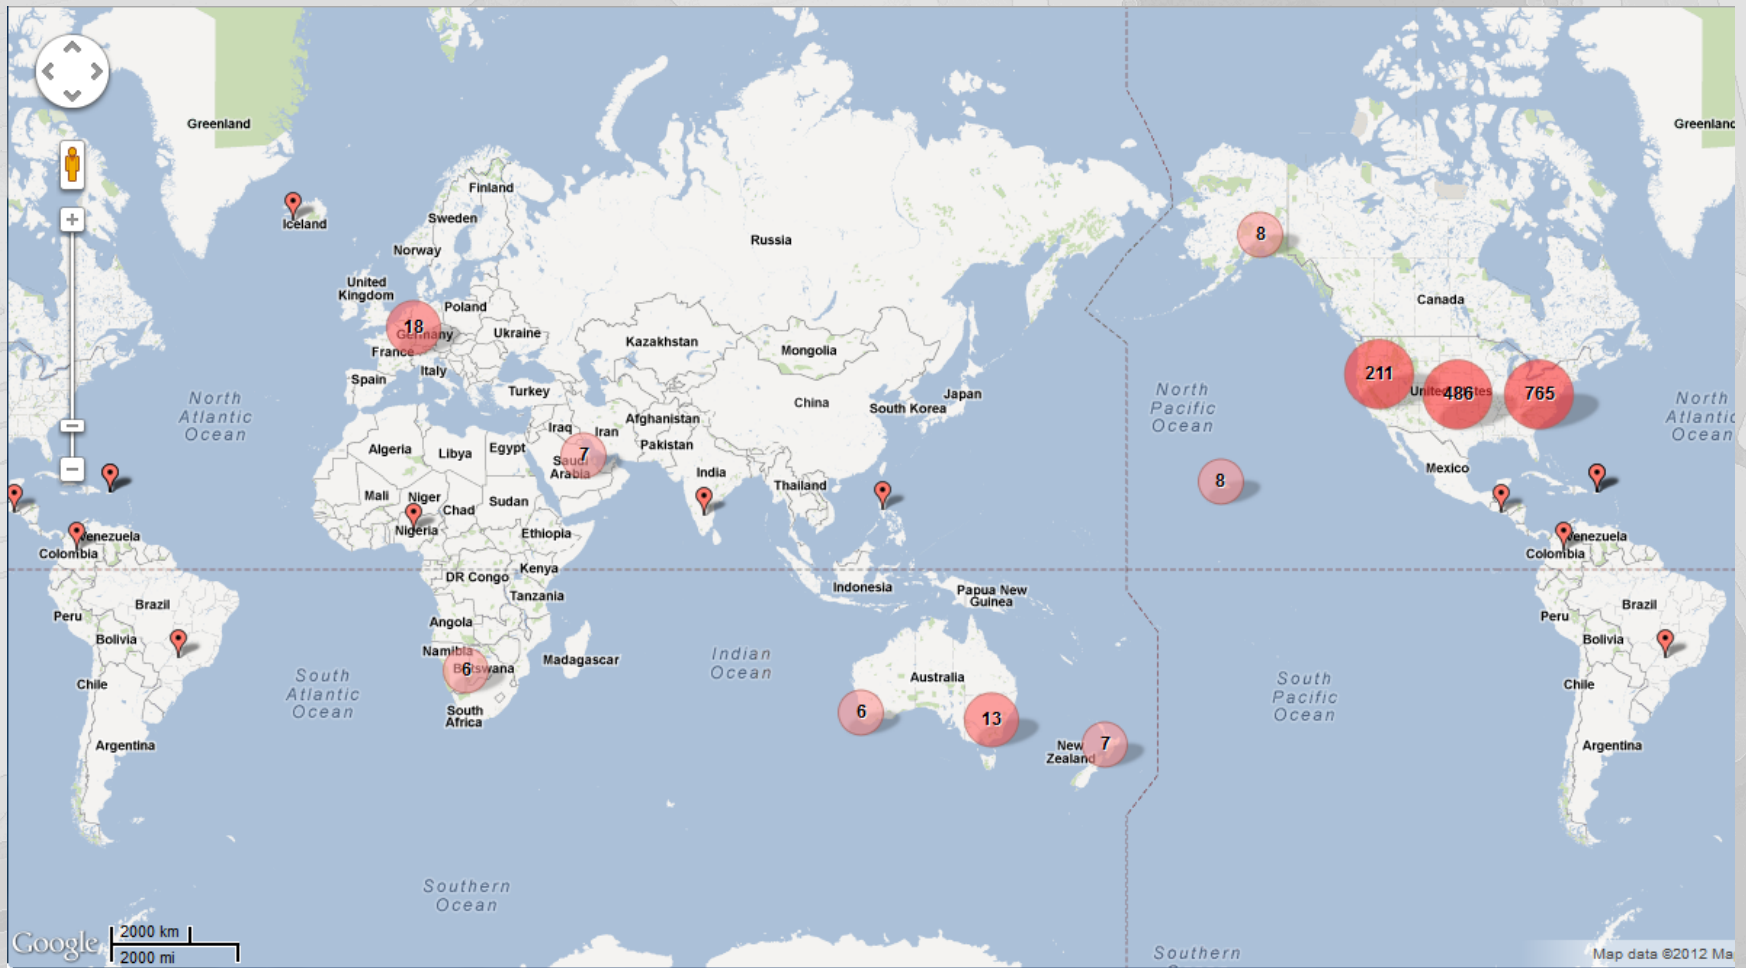 Greenland
Greenland
Finland
Iceland
Sweden
Norway
Russia
8
United
Kingdom
Poland
Canada
18
Germany
Ukraine
France
Kazakhstan
Mongolia
Italy
211
Spain
Turkey
United States
486
765
North
Atlantic
Ocean
Japan
China
South Korea
North
Pacific
Ocean
North
Atlantic
Ocean
Afghanistan
Iraq
Iran
Pakistan
Algeria
Libya
Egypt
7
Saudi
Arabia
India
Mexico
8
Thailand
Mali
Niger
Chad
Sudan
Nigeria
Ethiopia
Venezuela
Colombia
Venezuela
Colombia
Kenya
DR Congo
Tanzania
Indonesia
Papua New
Guinea
Brazil
Peru
Angola
Bolivia
Brazil
Peru
Bolivia
Namibia
Botswana
6
Madagascar
Indian
Ocean
Australia
Chile
South
Atlantic
Ocean
South
Africa
6
13
South
Pacific
Ocean
Chile
Argentina
New
Zealand
7
Argentina
Southern
Ocean
Google
2000 km
2000 mi
Southern
Map data ©2012 Ma